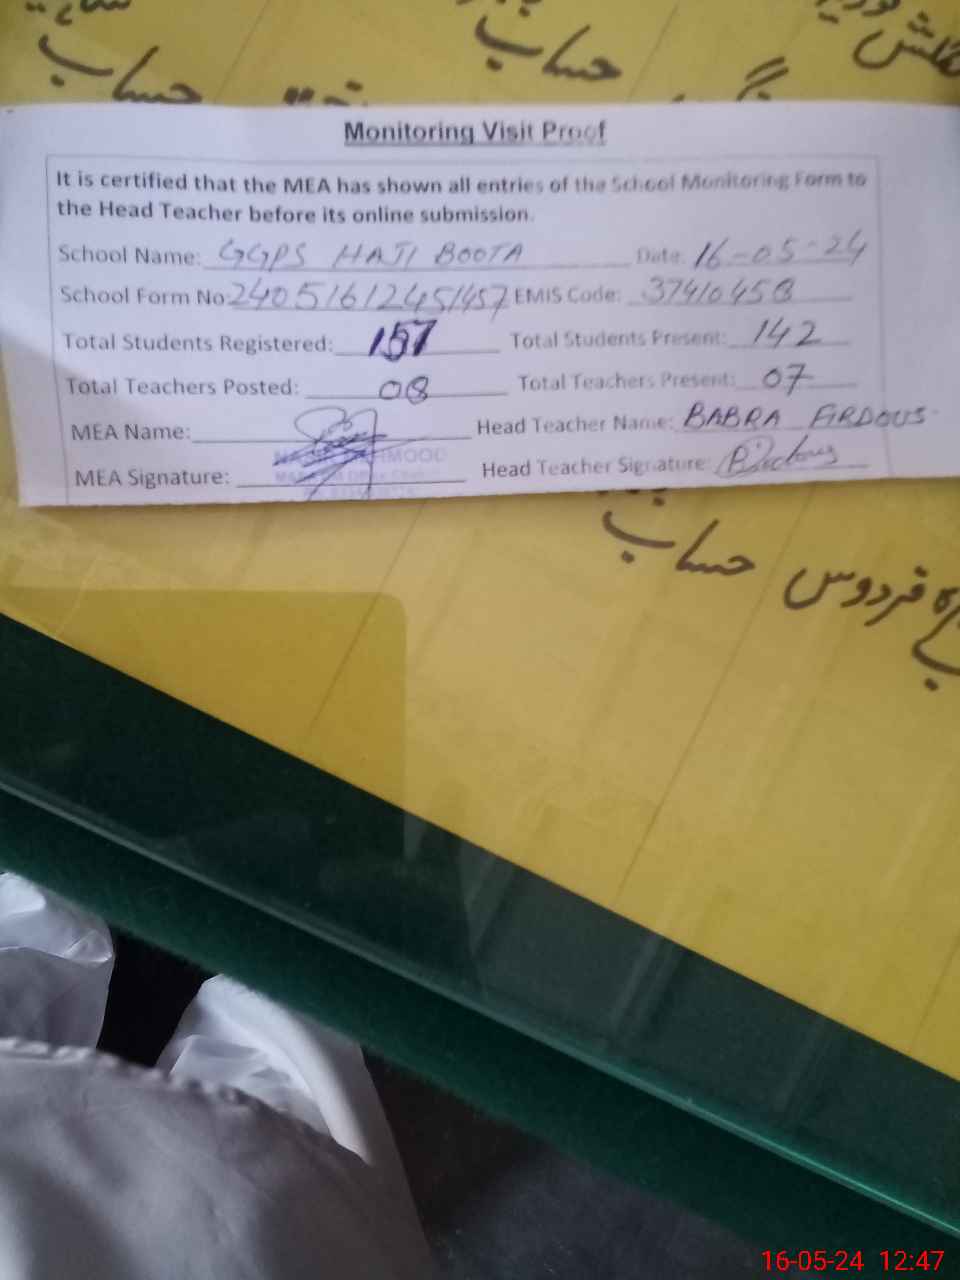 حساب
حساب
Monitoring Visit Proof
It is certified that the MEA has shown all entries of the School Monitoring Form to
the Head Teacher before its online submission.
School Name: GGPS HAJI BOOTA Date: 16-05-24
School Form No: 24051612451457 EMIS Code: 37410458
Total Students Registered: 157 Total Students Present: 142
Total Teachers Posted: 08 Total Teachers Present: 07
MEA Name: Head Teacher Name: BABRA FIRDOUS
MEA Signature: Head Teacher Signature:
فردوس حساب
16-05-24 12:47